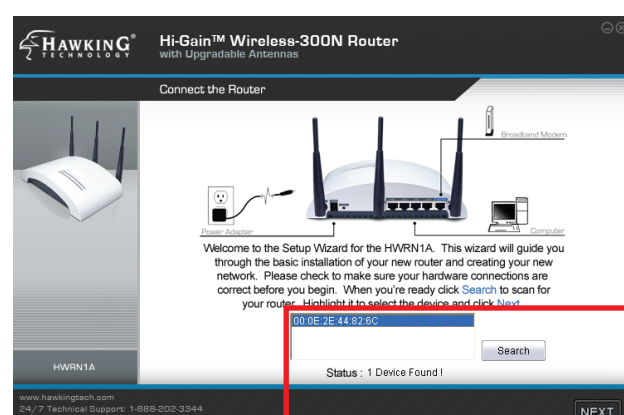 HAWKING®
TECHNOLOGY
Hi-Gain™ Wireless-300N Router
with Upgradable Antennas
Connect the Router
Broadband Modem
Power Adapter
Computer
Welcome to the Setup Wizard for the HWRN1A. This wizard will guide you
through the basic installation of your new router and creating your new
network. Please check to make sure your hardware connections are
correct before you begin. When you're ready click Search to scan for
your router. Highlight it to select the device and click Next.
00:0E:2E:44:82:6C
Search
Status : 1 Device Found !
HWRN1A
www.hawkingtech.com
24/7 Technical Support: 1-888-202-3344
NEXT